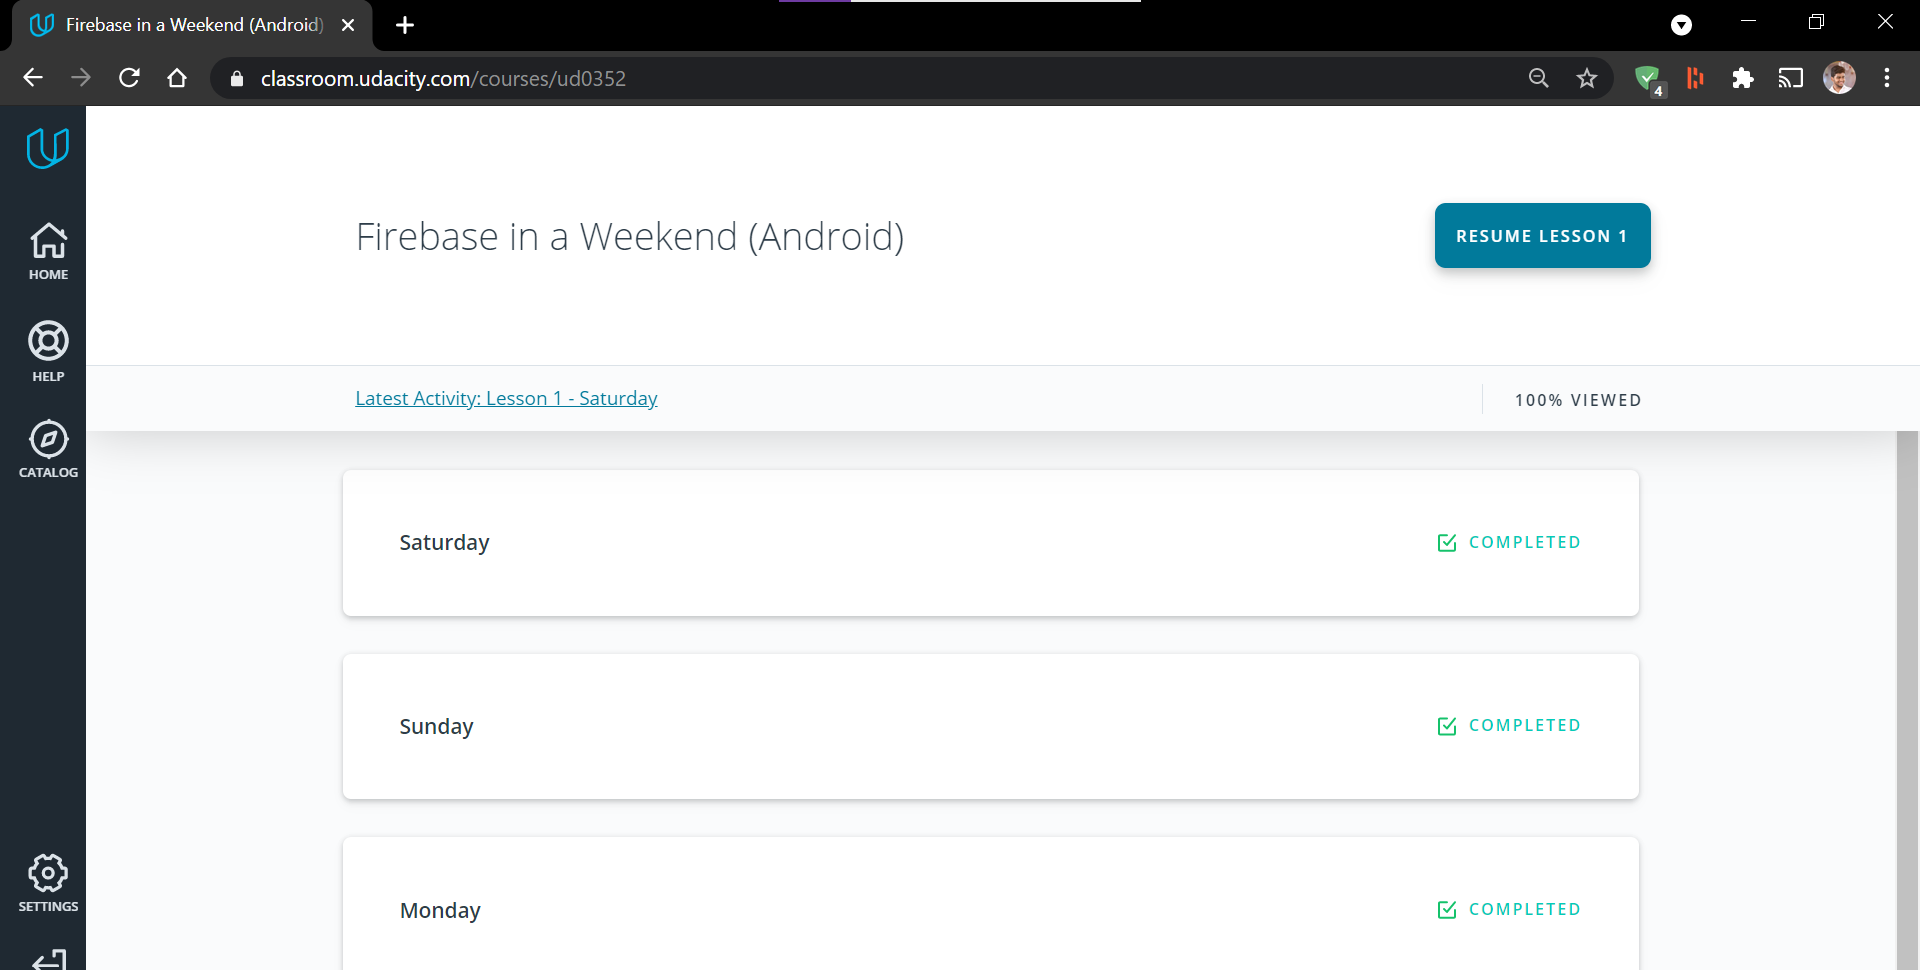 Firebase in a Weekend (Android)
classroom.udacity.com/courses/ud0352
4
HOME
HELP
CATALOG
SETTINGS
Firebase in a Weekend (Android)
RESUME LESSON 1
Latest Activity: Lesson 1 - Saturday
100% VIEWED
Saturday
COMPLETED
Sunday
COMPLETED
Monday
COMPLETED